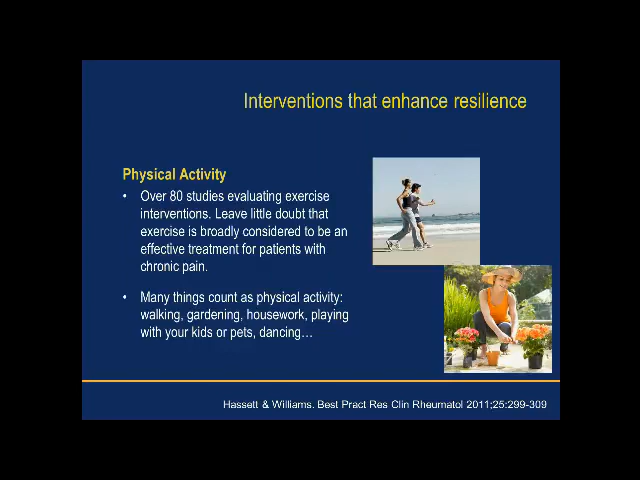 Interventions that enhance resilience
Physical Activity
• Over 80 studies evaluating exercise
interventions. Leave little doubt that
exercise is broadly considered to be an
effective treatment for patients with
chronic pain.
• Many things count as physical activity:
walking, gardening, housework, playing
with your kids or pets, dancing…
Hassett & Williams. Best Pract Res Clin Rheumatol 2011;25:299-309